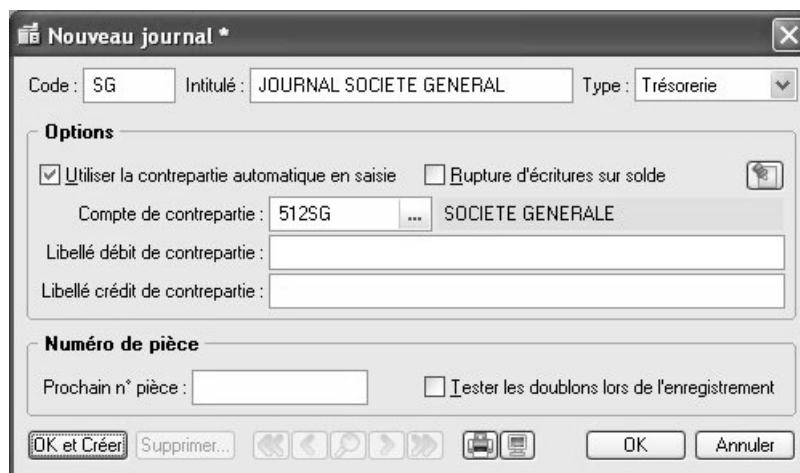 Nouveau journal *
Code : SG Intitulé : JOURNAL SOCIETE GENERAL Type : Trésorerie
Options
Utiliser la contrepartie automatique en saisie Rupture d'écritures sur solde
Compte de contrepartie : 512SG ... SOCIETE GENERALE
Libellé débit de contrepartie :
Libellé crédit de contrepartie :
Numéro de pièce
Prochain n° pièce : Tester les doublons lors de l'enregistrement
OK et Créer Supprimer... OK Annuler